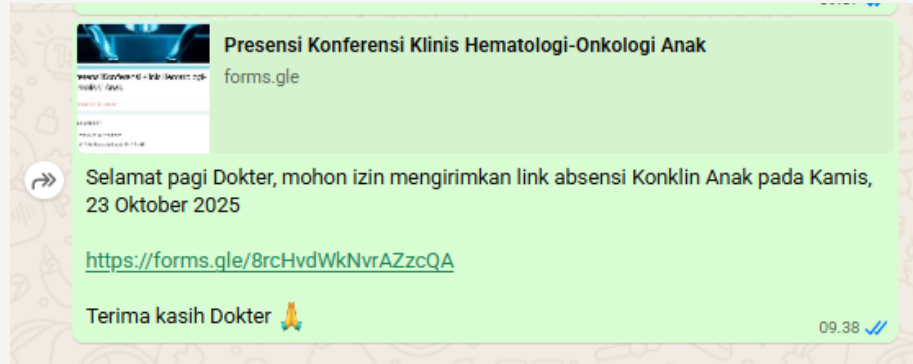 Presensi Konferensi Klinis Hematologi-Onkologi Anak
forms.gle
Selamat pagi Dokter, mohon izin mengirimkan link absensi Konklin Anak pada Kamis,
23 Oktober 2025
https://forms.gle/8rcHvdWkNvrAZzcQA
Terima kasih Dokter 🙏
09.38